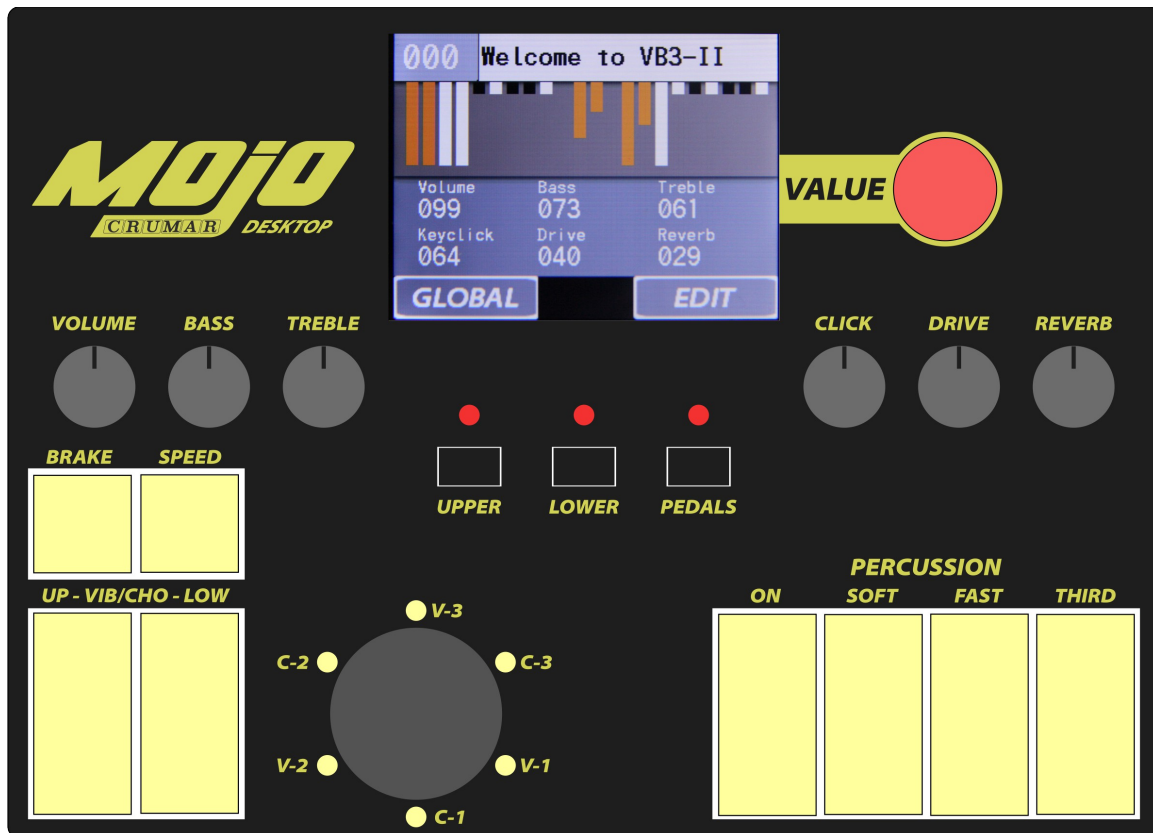 000 Welcome to VB3-II
Volume Bass Treble
099 073 061
Keyclick Drive Reverb
064 040 029
GLOBAL EDIT
MOjO
CRUMAR DESKTOP
VALUE
VOLUME BASS TREBLE
CLICK DRIVE REVERB
BRAKE SPEED
UPPER LOWER PEDALS
UP - VIB/CHO - LOW
PERCUSSION
ON SOFT FAST THIRD
V-3
C-2 C-3
V-2 V-1
C-1